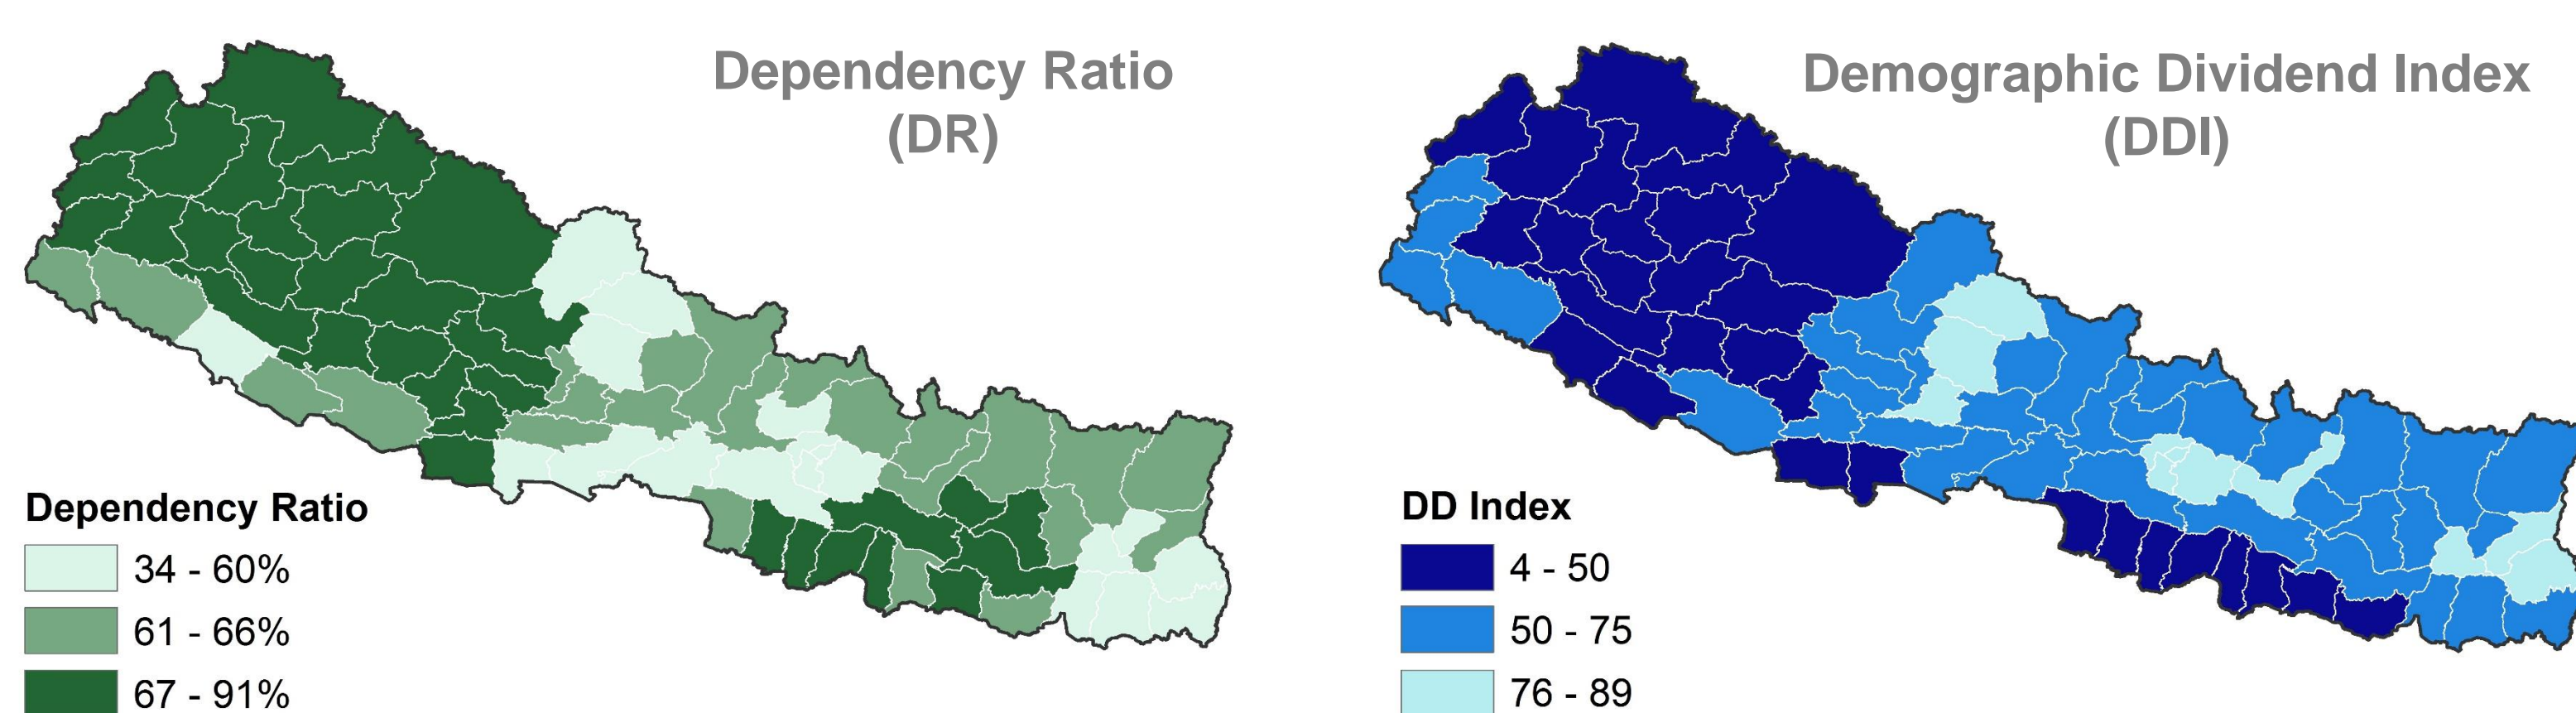 Dependency Ratio
(DR)
Dependency Ratio
34 - 60%
61 - 66%
67 - 91%
Demographic Dividend Index
(DDI)
DD Index
4 - 50
50 - 75
76 - 89